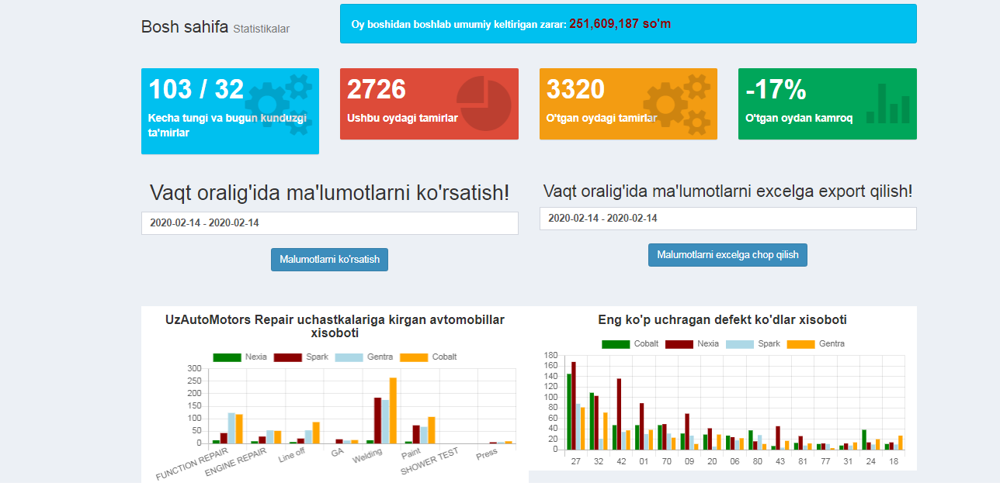 Bosh sahifa Statistikalar
Oy boshidan boshlab umumiy keltirigan zarar: 251,609,187 so'm
103 / 32
Kecha tungi va bugun kunduzgi
ta'mirlar
2726
Ushbu oydagi tamirlar
3320
O'tgan oydagi tamirlar
-17%
O'tgan oydan kamroq
Vaqt oralig'ida ma'lumotlarni ko'rsatish!
2020-02-14 - 2020-02-14
Malumotlarni ko'rsatish
Vaqt oralig'ida ma'lumotlarni excelga export qilish!
2020-02-14 - 2020-02-14
Malumotlarni excelga chop qilish
UzAutoMotors Repair uchastkalariga kirgan avtomobillar
xisoboti
Nexia Spark Gentra Cobalt
300
250
200
150
100
50
0
FUNCTION REPAIR ENGINE REPAIR Line off GA Welding Paint SHOWER TEST Press
Eng ko'p uchragan defekt ko'dlar xisoboti
Cobalt Nexia Spark Gentra
180
160
140
120
100
80
60
40
20
0
27 32 42 01 70 09 20 06 80 43 81 77 31 24 18